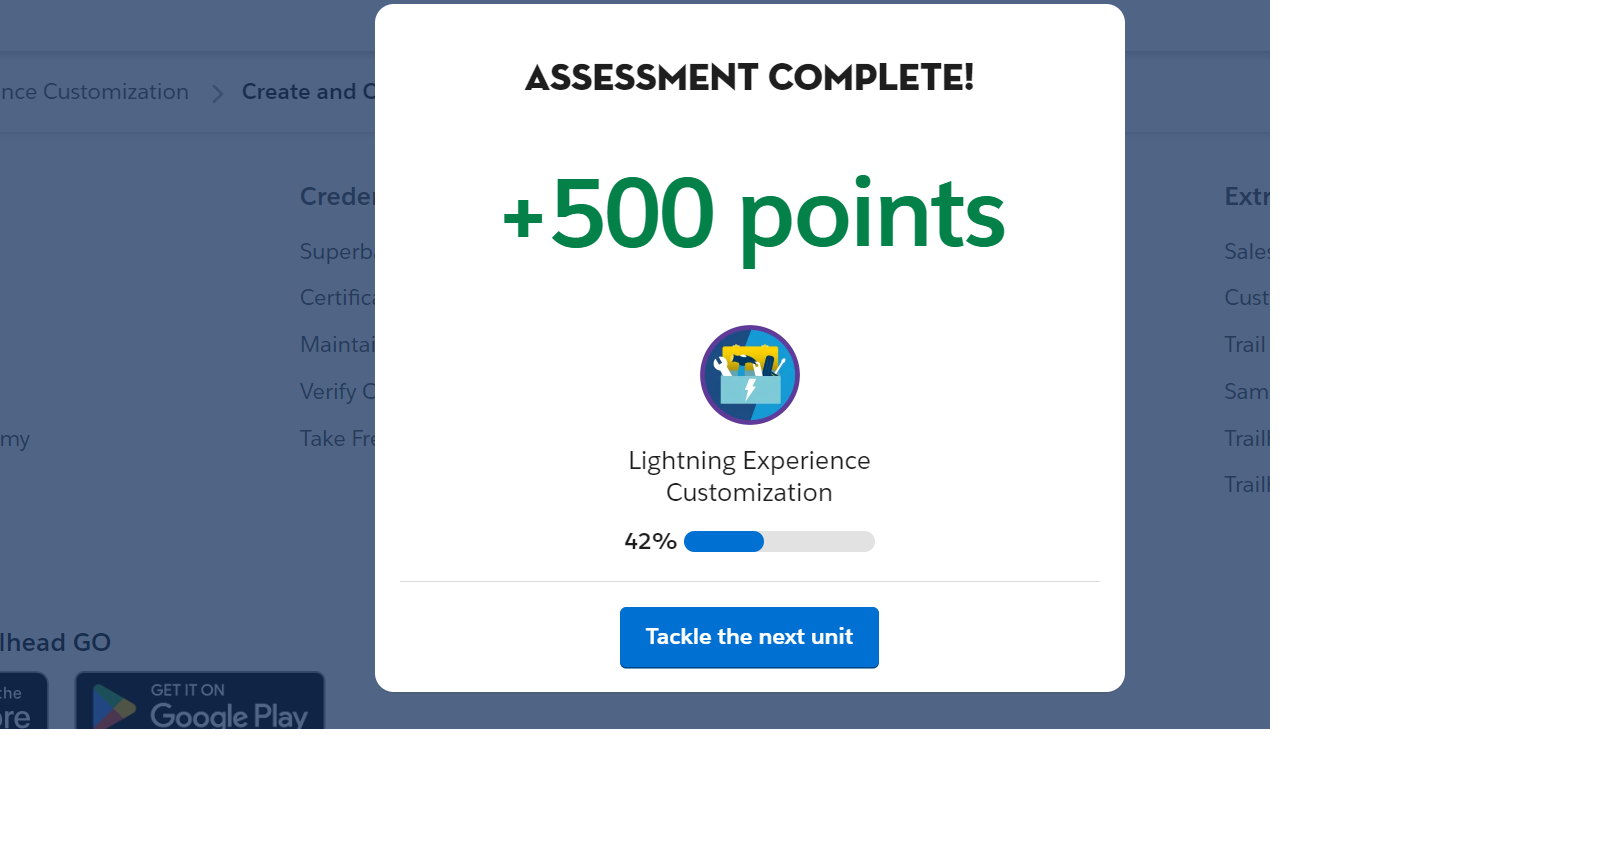 ASSESSMENT COMPLETE!
nce Customization > Create and C
+500 points
Creden
Superb
Certifica
Maintai
Verify C
my
Take Fre
Extr
Sales
Cust
Trail
Sam
Trail
Trail
Lightning Experience
Customization
42%
Tackle the next unit
lhead GO
the
re
GET IT ON
Google Play